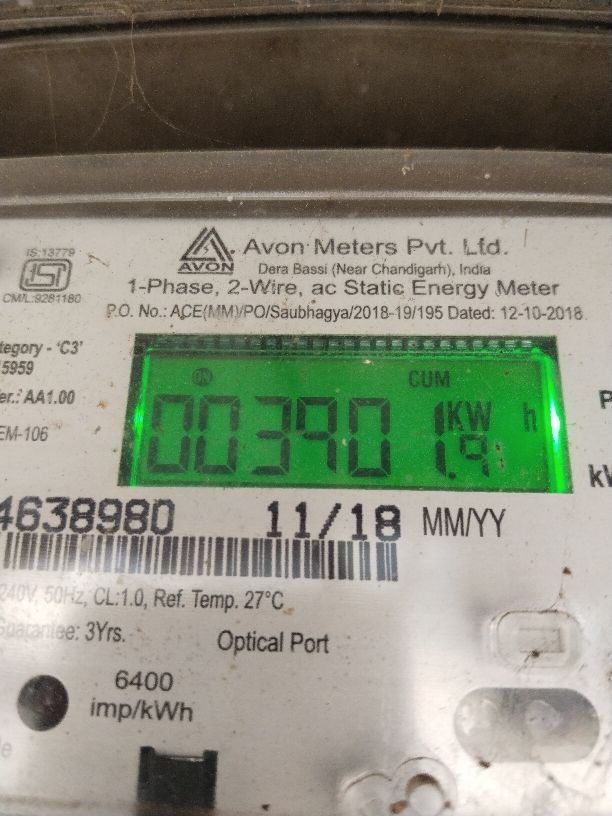 IS:13779
ISI
CM/L:9281180
AVON
Avon Meters Pvt. Ltd.
Dera Bassi (Near Chandigarh), India
1-Phase, 2-Wire, ac Static Energy Meter
P.O. No.: ACE(MM)/PO/Saubhagya/2018-19/195 Dated: 12-10-2018
tegory - 'C3'
15959
er.: AA1.00
EM-106
CUM
003901.9
KW h
4638980
11/18 MM/YY
240V, 50Hz, CL:1.0, Ref. Temp. 27°C
Guarantee: 3Yrs.
Optical Port
6400
imp/kWh